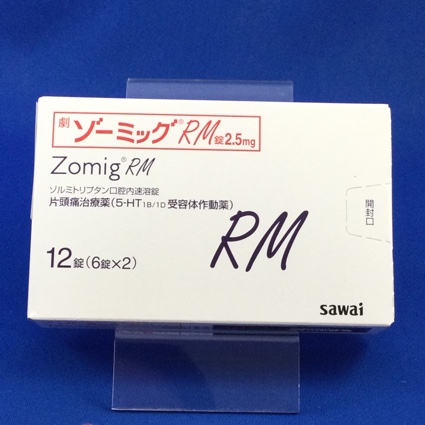 劇 ゾーミッグ®RM錠2.5mg
Zomig®RM
ゾルミトリプタン口腔内速溶錠
片頭痛治療薬(5-HT1B/1D 受容体作動薬)
RM
12錠(6錠×2)
開封口
sawai